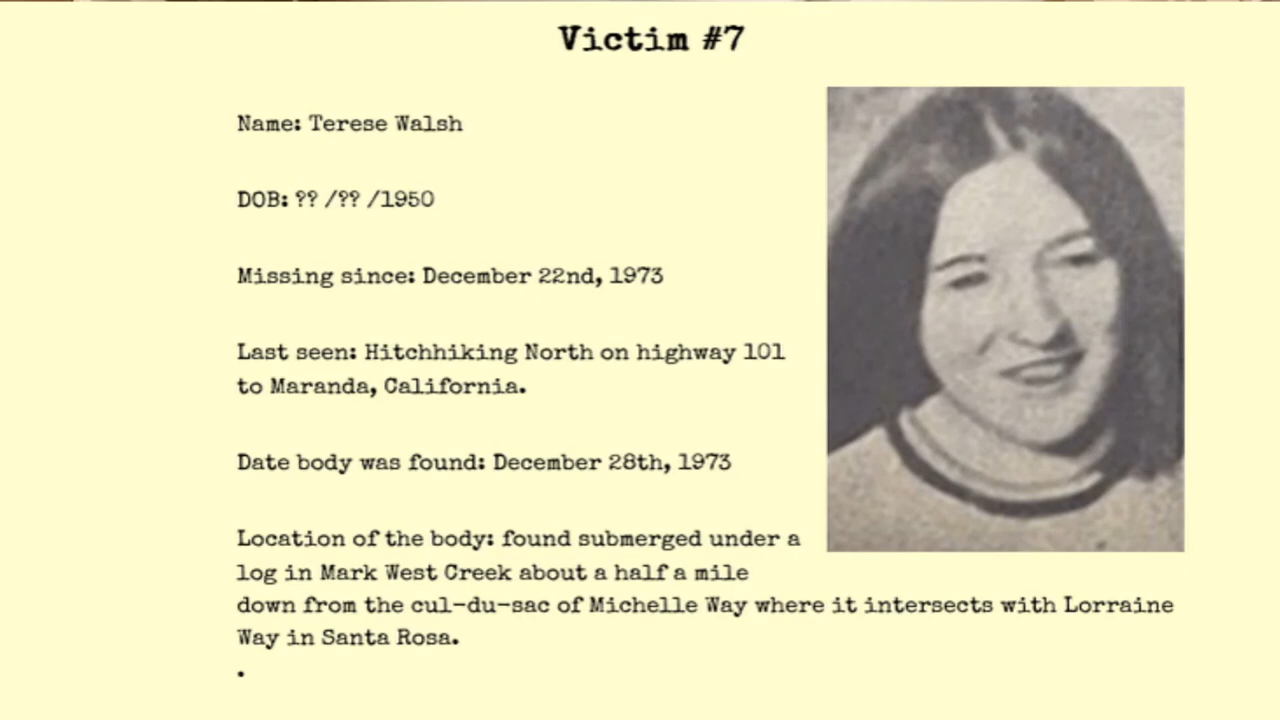 Victim #7
Name: Terese Walsh
DOB: ?? /?? /1950
Missing since: December 22nd, 1973
Last seen: Hitchhiking North on highway 101
to Maranda, California.
Date body was found: December 28th, 1973
Location of the body: found submerged under a
log in Mark West Creek about a half a mile
down from the cul-du-sac of Michelle Way where it intersects with Lorraine
Way in Santa Rosa.
.